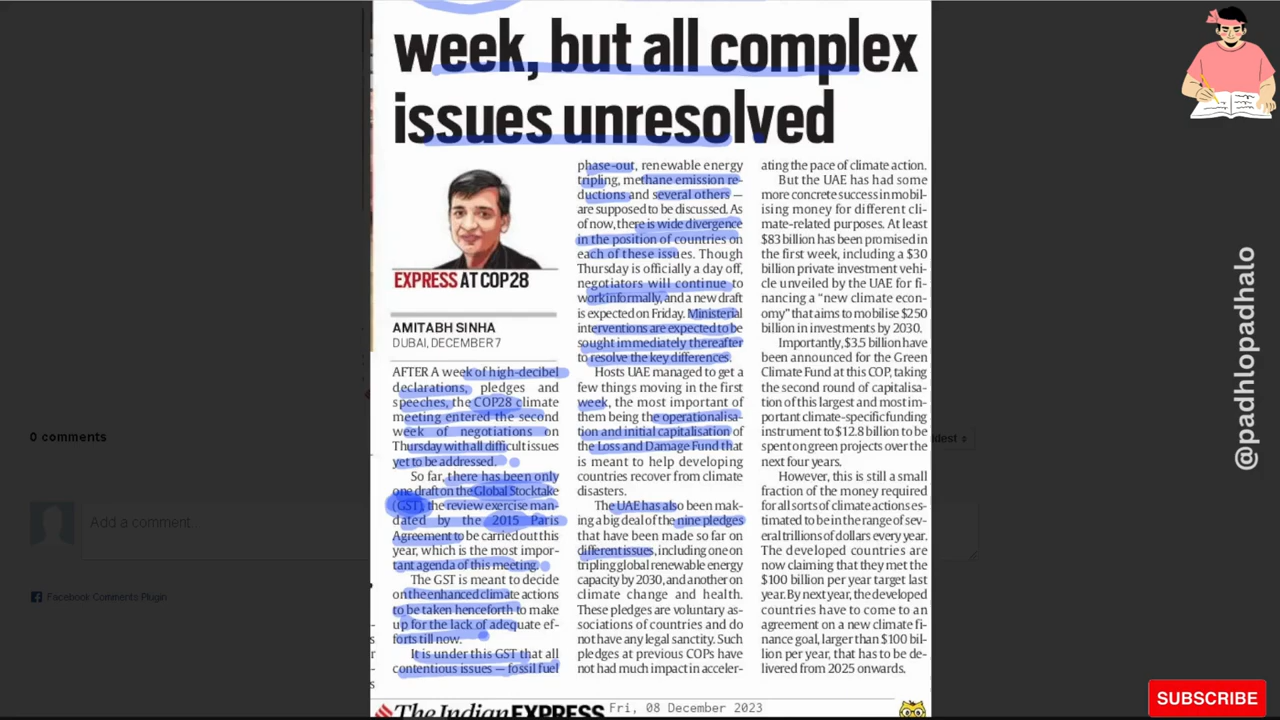 week, but all complex
issues unresolved
EXPRESS AT COP28
AMITABH SINHA
DUBAI, DECEMBER 7
AFTER A week of high-decibel
declarations, pledges and
speeches, the COP28 climate
meeting entered the second
week of negotiations on
Thursday with all difficult issues
yet to be addressed.
So far, there has been only
one draft on the Global Stocktake
(GST), the review exercise man-
dated by the 2015 Paris
Agreement to be carried out this
year, which is the most impor-
tant agenda of this meeting.
The GST is meant to decide
on the enhanced climate actions
to be taken henceforth to make
up for the lack of adequate ef-
forts till now.
It is under this GST that all
contentious issues — fossil fuel
phase-out, renewable energy
tripling, methane emission re-
ductions and several others —
are supposed to be discussed. As
of now, there is wide divergence
in the position of countries on
each of these issues. Though
Thursday is officially a day off,
negotiators will continue to
work informally, and a new draft
is expected on Friday. Ministerial
interventions are expected to be
sought immediately thereafter
to resolve the key differences.
Hosts UAE managed to get a
few things moving in the first
week, the most important of
them being the operationalisa-
tion and initial capitalisation of
the Loss and Damage Fund that
is meant to help developing
countries recover from climate
disasters.
The UAE has also been mak-
ing a big deal of the nine pledges
that have been made so far on
different issues, including one on
tripling global renewable energy
capacity by 2030, and another on
climate change and health.
These pledges are voluntary as-
sociations of countries and do
not have any legal sanctity. Such
pledges at previous COPs have
not had much impact in acceler-
ating the pace of climate action.
But the UAE has had some
more concrete success in mobil-
ising money for different cli-
mate-related purposes. At least
$83 billion has been promised in
the first week, including a $30
billion private investment vehi-
cle unveiled by the UAE for fi-
nancing a “new climate econ-
omy” that aims to mobilise $250
billion in investments by 2030.
Importantly, $3.5 billion have
been announced for the Green
Climate Fund at this COP, taking
the second round of capitalisa-
tion of this largest and most im-
portant climate-specific funding
instrument to $12.8 billion to be
spent on green projects over the
next four years.
However, this is still a small
fraction of the money required
for all sorts of climate actions es-
timated to be in the range of sev-
eral trillions of dollars every year.
The developed countries are
now claiming that they met the
$100 billion per year target last
year. By next year, the developed
countries have to come to an
agreement on a new climate fi-
nance goal, larger than $100 bil-
lion per year, that has to be de-
livered from 2025 onwards.
The Indian EXPRESS
Fri, 08 December 2023
0 comments
Add a comment...
Facebook Comments Plugin
@padhlopadhalo
SUBSCRIBE